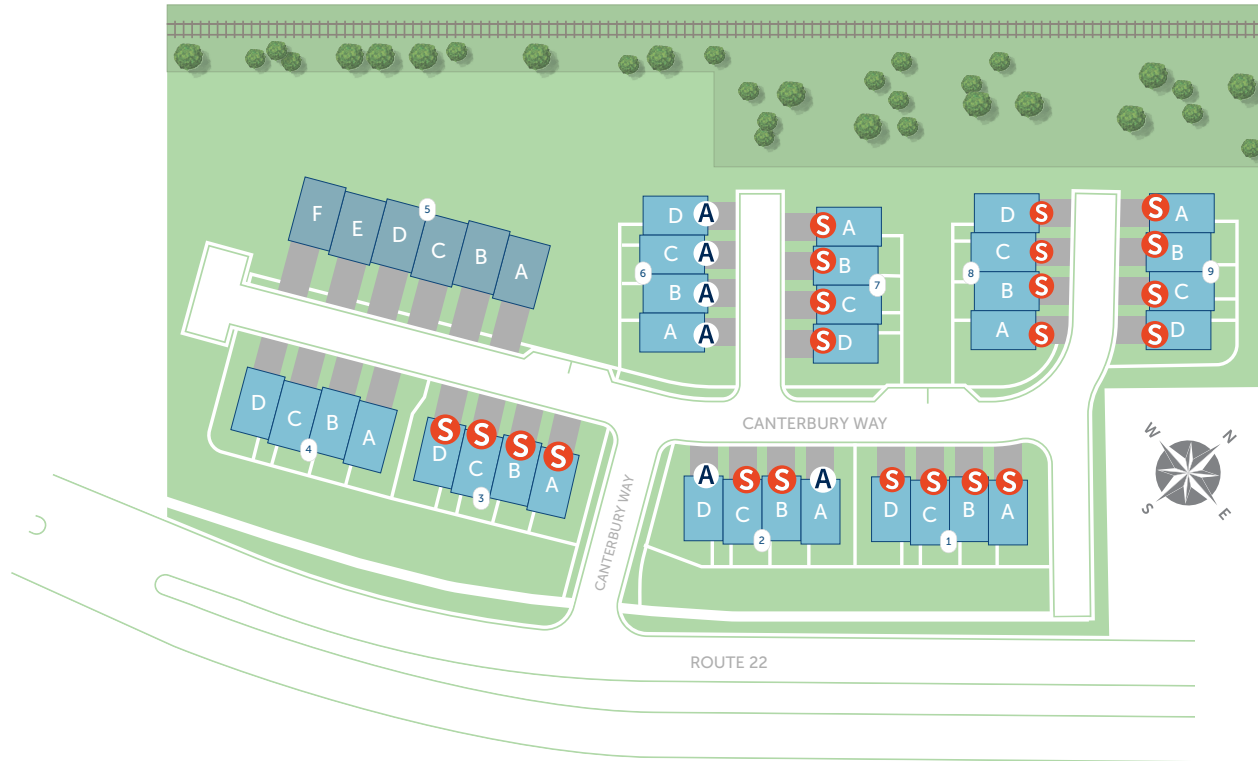 F
E
D
5
C
B
A
D A
C A
6
B A
A A
S A
S B
7
S C
S D
D S
C S
8
B S
A S
S A
S B
9
S C
S D
D
C
B
A
4
S
S
S
S
D
C
B
A
3
CANTERBURY WAY
CANTERBURY WAY
A
S
S
A
D
C
B
A
2
S
S
S
S
D
C
B
A
1
W
N
S
E
ROUTE 22